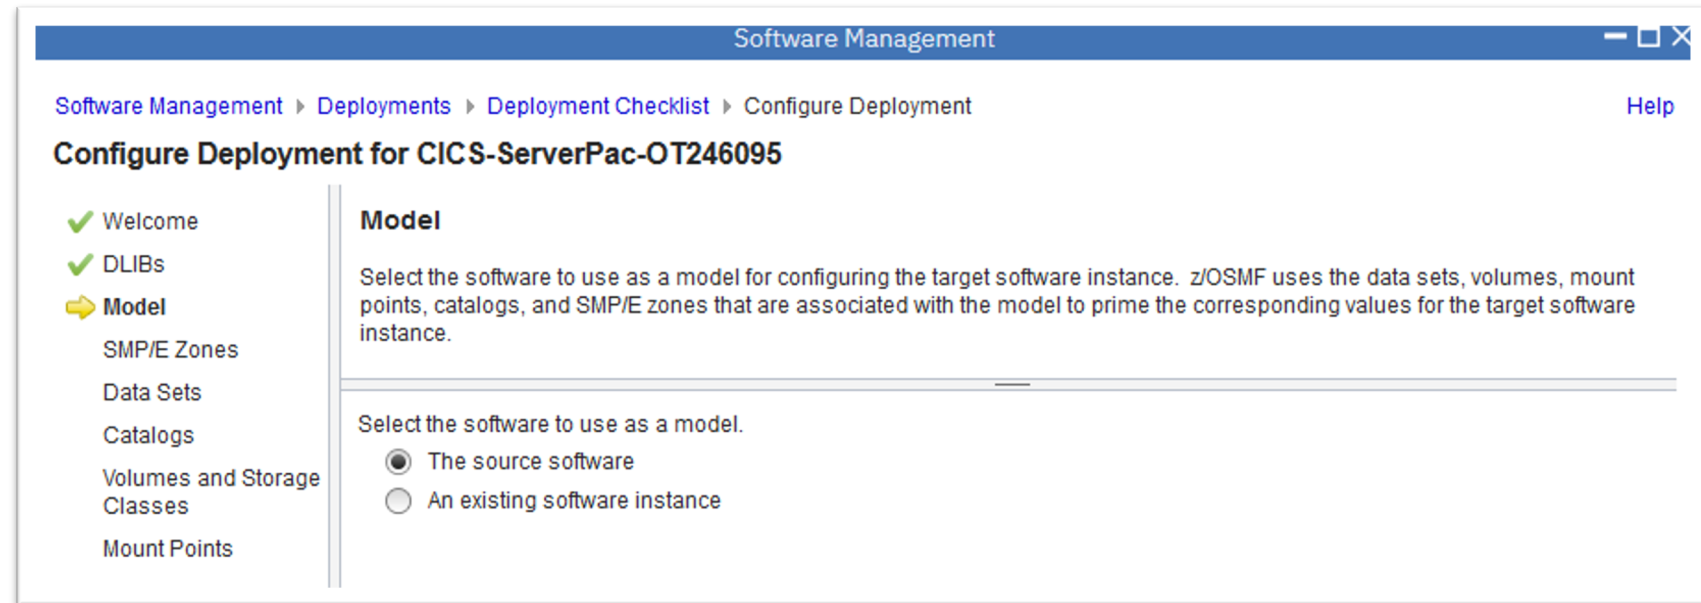 Software Management
Software Management Deployments Deployment Checklist Configure Deployment Help
Configure Deployment for CICS-ServerPac-OT246095
Welcome
DLIBs
Model
SMP/E Zones
Data Sets
Catalogs
Volumes and Storage
Classes
Mount Points
Model
Select the software to use as a model for configuring the target software instance. z/OSMF uses the data sets, volumes, mount
points, catalogs, and SMP/E zones that are associated with the model to prime the corresponding values for the target software
instance.
Select the software to use as a model.
The source software
An existing software instance